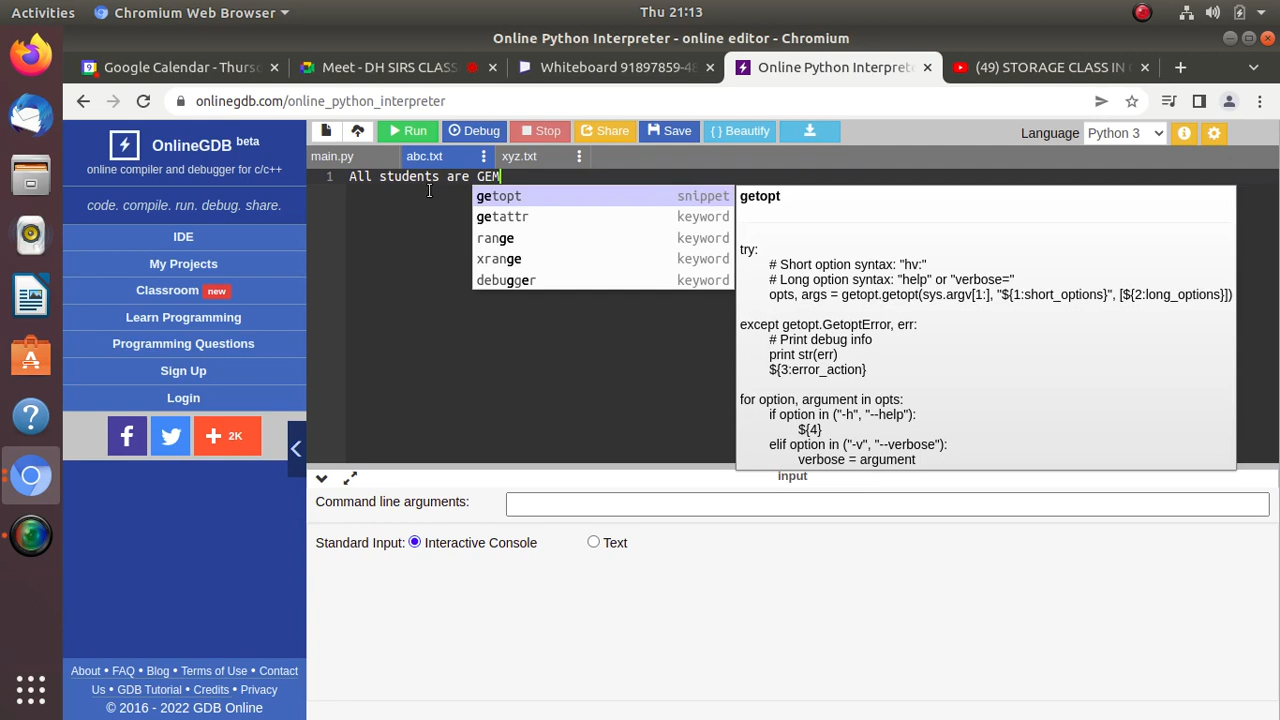 Activities
Chromium Web Browser
Thu 21:13
Online Python Interpreter - online editor - Chromium
Google Calendar - Thurs
Meet - DH SIRS CLASS
Whiteboard 91897859-48
Online Python Interprete
(49) STORAGE CLASS IN
onlinegdb.com/online_python_interpreter
OnlineGDB beta
online compiler and debugger for c/c++
code. compile. run. debug. share.
IDE
My Projects
Classroom new
Learn Programming
Programming Questions
Sign Up
Login
2K
About • FAQ • Blog • Terms of Use • Contact
Us • GDB Tutorial • Credits • Privacy
© 2016 - 2022 GDB Online
Run
Debug
Stop
Share
Save
{ } Beautify
Language Python 3
main.py
abc.txt
xyz.txt
1 All students are GEM
getopt snippet
getattr keyword
range keyword
xrange keyword
debugger keyword
getopt
try:
# Short option syntax: "hv:"
# Long option syntax: "help" or "verbose="
opts, args = getopt.getopt(sys.argv[1:], "${1:short_options}", [${2:long_options}])
except getopt.GetoptError, err:
# Print debug info
print str(err)
${3:error_action}
for option, argument in opts:
if option in ("-h", "--help"):
${4}
elif option in ("-v", "--verbose"):
verbose = argument
input
Command line arguments:
Standard Input: Interactive Console Text